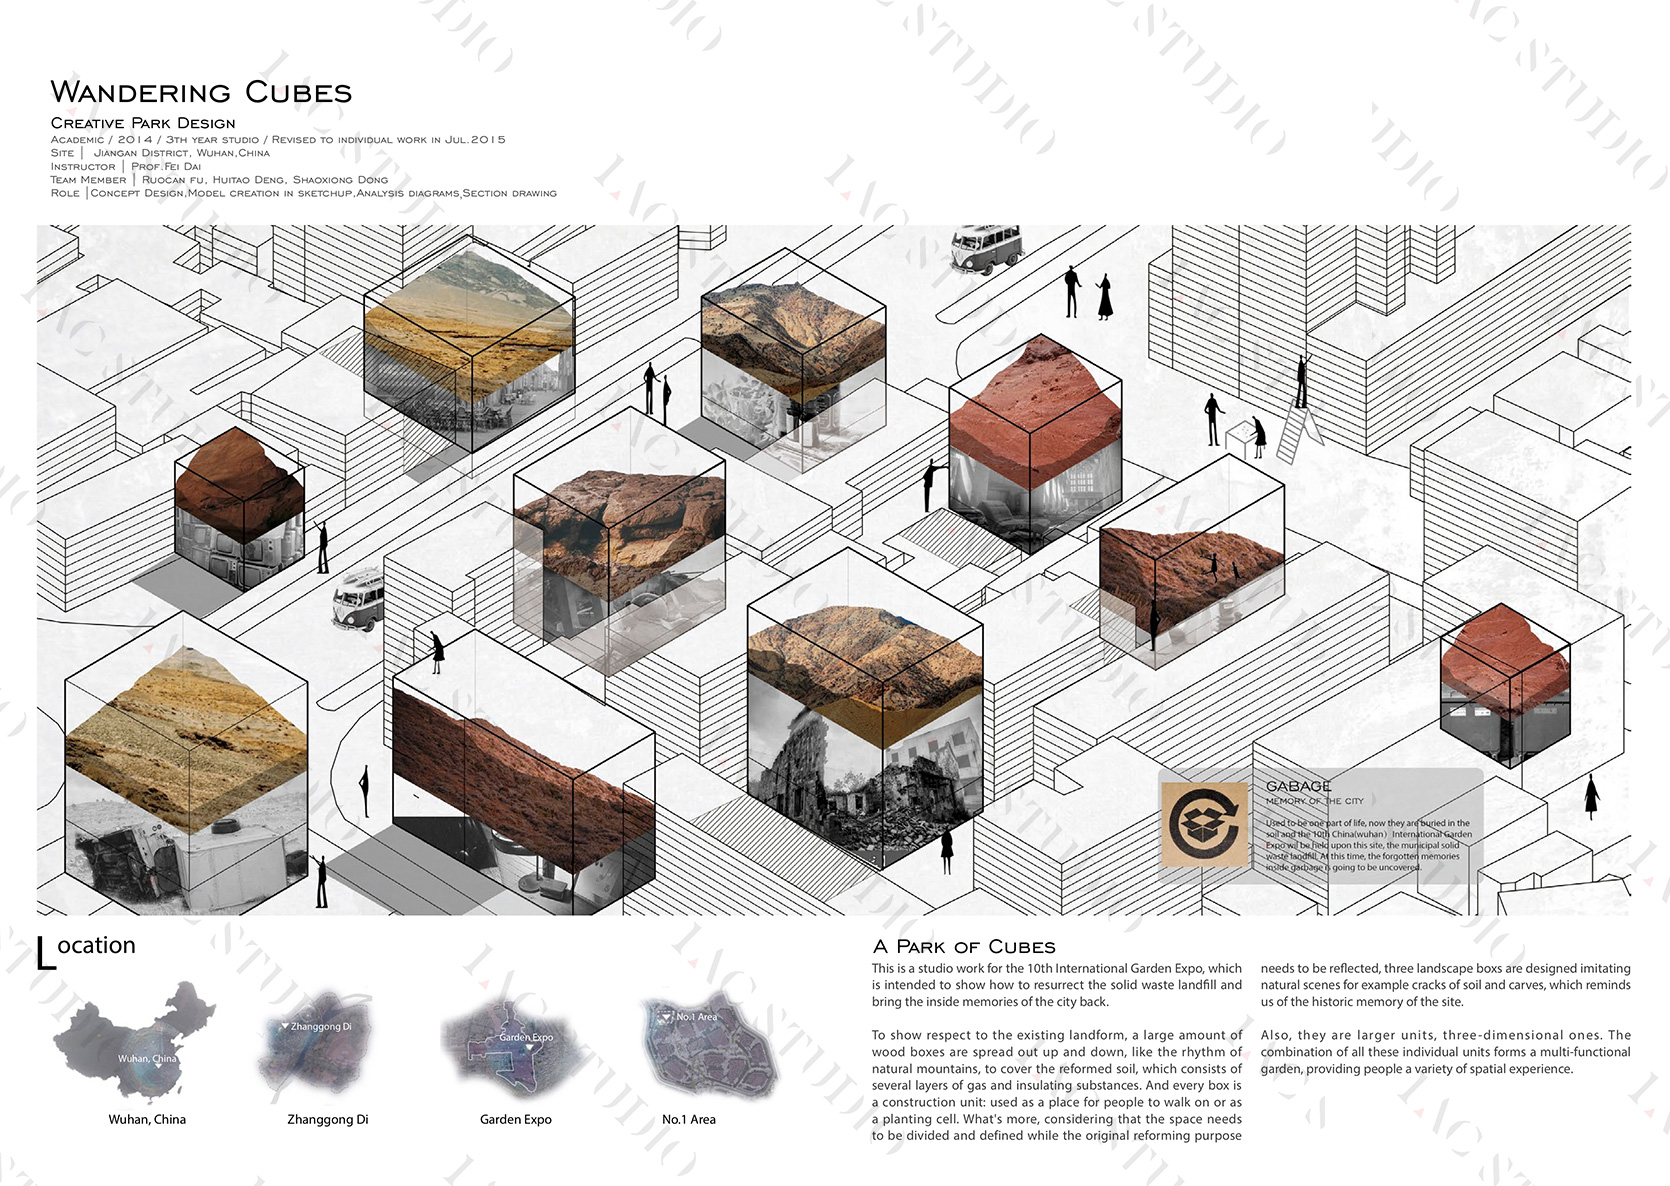 WANDERING CUBES
CREATIVE PARK DESIGN
ACADEMIC / 2014 / 3TH YEAR STUDIO / REVISED TO INDIVIDUAL WORK IN JUL.2015
SITE | JIANGAN DISTRICT, WUHAN,CHINA
INSTRUCTOR | PROF.FEI DAI
TEAM MEMBER | RUOCAN FU, HUITAO DENG, SHAOXIONG DONG
ROLE |CONCEPT DESIGN,MODEL CREATION IN SKETCHUP,ANALYSIS DIAGRAMS,SECTION DRAWING
GABAGE
MEMORY OF THE CITY
Used to be one part of life, now they are buried in the
soil and the 10th China(wuhan) International Garden
Expo wil be held upon this site, the municipal solid
waste landfill. At this time, the forgotten memories
inside garbage is going to be uncovered.
Location
Wuhan, China
Zhanggong Di
Garden Expo
No.1 Area
Wuhan, China
Zhanggong Di
Garden Expo
No.1 Area
A PARK OF CUBES
This is a studio work for the 10th International Garden Expo, which
is intended to show how to resurrect the solid waste landfill and
bring the inside memories of the city back.
To show respect to the existing landform, a large amount of
wood boxes are spread out up and down, like the rhythm of
natural mountains, to cover the reformed soil, which consists of
several layers of gas and insulating substances. And every box is
a construction unit: used as a place for people to walk on or as
a planting cell. What's more, considering that the space needs
to be divided and defined while the original reforming purpose
needs to be reflected, three landscape boxs are designed imitating
natural scenes for example cracks of soil and carves, which reminds
us of the historic memory of the site.
Also, they are larger units, three-dimensional ones. The
combination of all these individual units forms a multi-functional
garden, providing people a variety of spatial experience.
IAC STUDIO